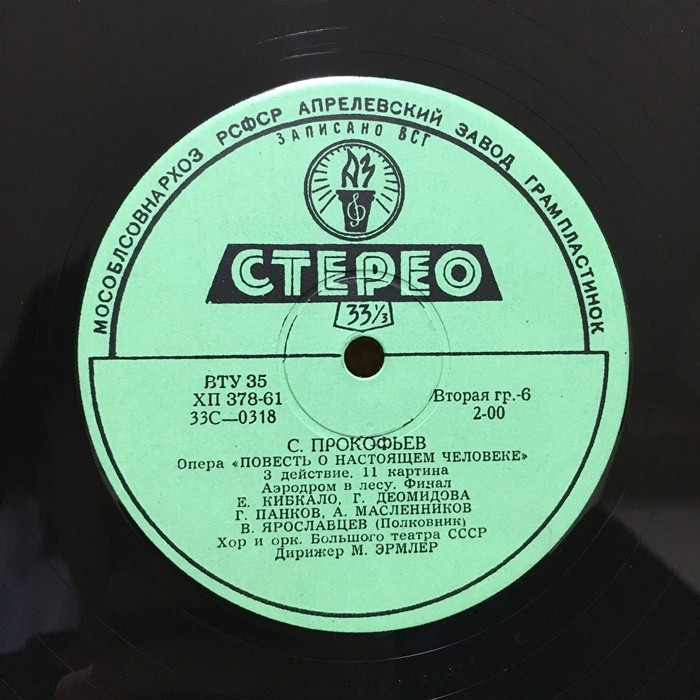 МОСОБЛСОВНАРХОЗ РСФСР АПРЕЛЕВСКИЙ ЗАВОД ГРАМПЛАСТИНОК
ЗАПИСАНО ВСГ
АЗ
СТЕРЕО
33⅓
ВТУ 35
ХП 378-61
33С—0318
Вторая гр.-6
2-00
С. ПРОКОФЬЕВ
Опера «ПОВЕСТЬ О НАСТОЯЩЕМ ЧЕЛОВЕКЕ»
3 действие. 11 картина
Аэродром в лесу. Финал
Е. КИБКАЛО, Г. ДЕОМИДОВА
Г. ПАНКОВ, А. МАСЛЕННИКОВ
В. ЯРОСЛАВЦЕВ (Полковник)
Хор и орк. Большого театра СССР
Дирижер М. ЭРМЛЕР